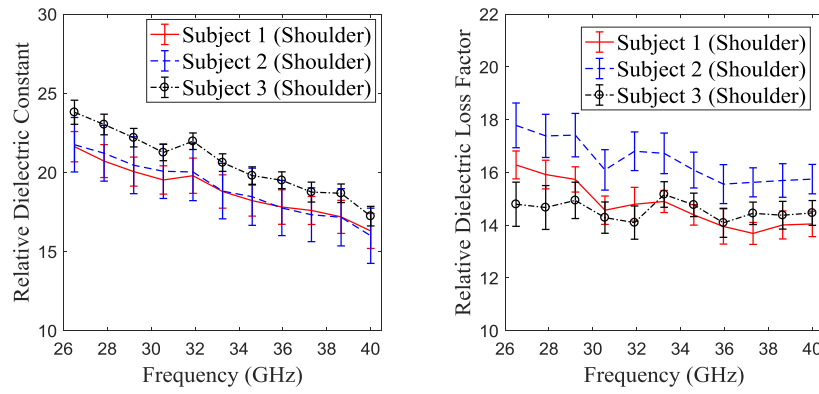 Relative Dielectric Constant
30
25
20
15
10
26 28 30 32 34 36 38 40
Frequency (GHz)
Subject 1 (Shoulder)
Subject 2 (Shoulder)
Subject 3 (Shoulder)
Relative Dielectric Loss Factor
22
20
18
16
14
12
10
26 28 30 32 34 36 38 40
Frequency (GHz)
Subject 1 (Shoulder)
Subject 2 (Shoulder)
Subject 3 (Shoulder)